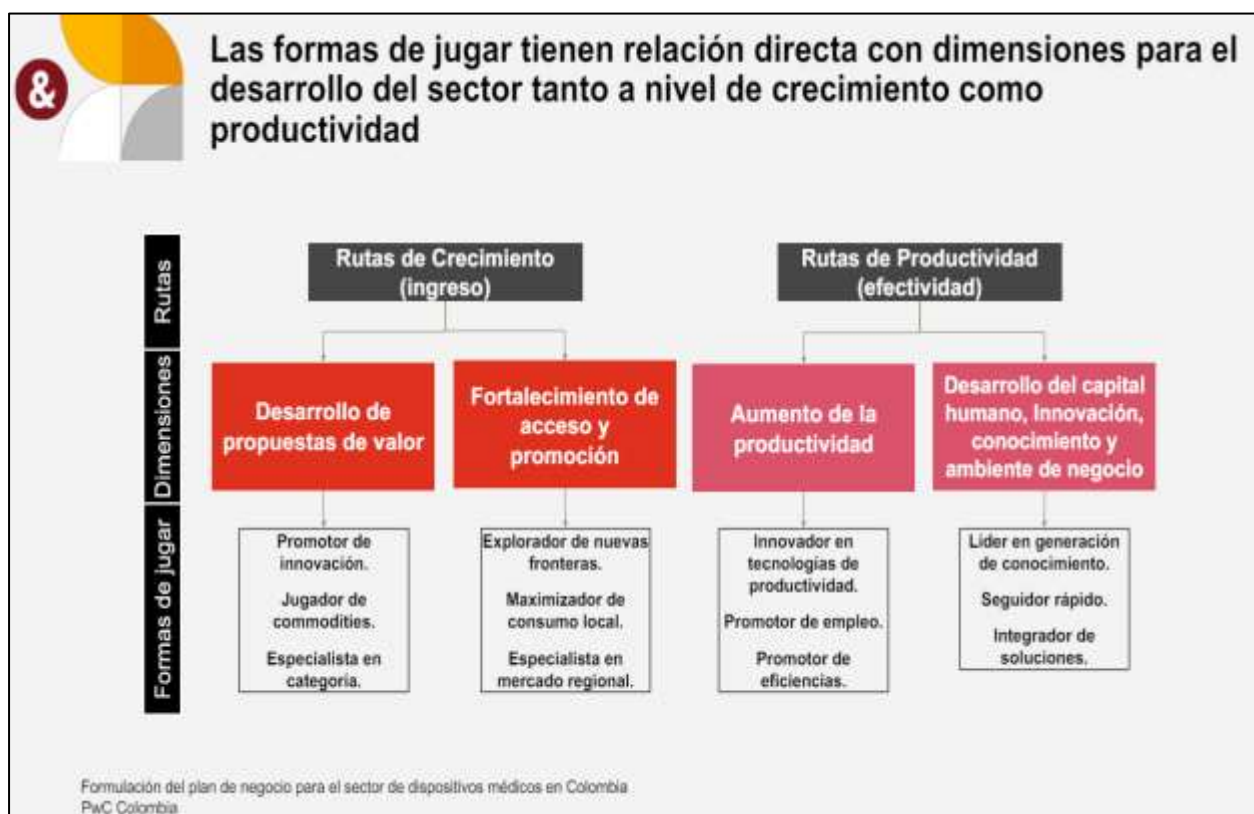 &
Las formas de jugar tienen relación directa con dimensiones para el
desarrollo del sector tanto a nivel de crecimiento como
productividad
Rutas
Rutas de Crecimiento
(ingreso)
Rutas de Productividad
(efectividad)
Dimensiones
Desarrollo de
propuestas de valor
Fortalecimiento de
acceso y
promoción
Aumento de la
productividad
Desarrollo del capital
humano, Innovación,
conocimiento y
ambiente de negocio
Formas de jugar
Promotor de
innovación.
Jugador de
commodities.
Especialista en
categoría.
Explorador de nuevas
fronteras.
Maximizador de
consumo local.
Especialista en
mercado regional.
Innovador en
tecnologías de
productividad.
Promotor de empleo.
Promotor de
eficiencias.
Líder en generación
de conocimiento.
Seguidor rápido.
Integrador de
soluciones.
Formulación del plan de negocio para el sector de dispositivos médicos en Colombia
PwC Colombia